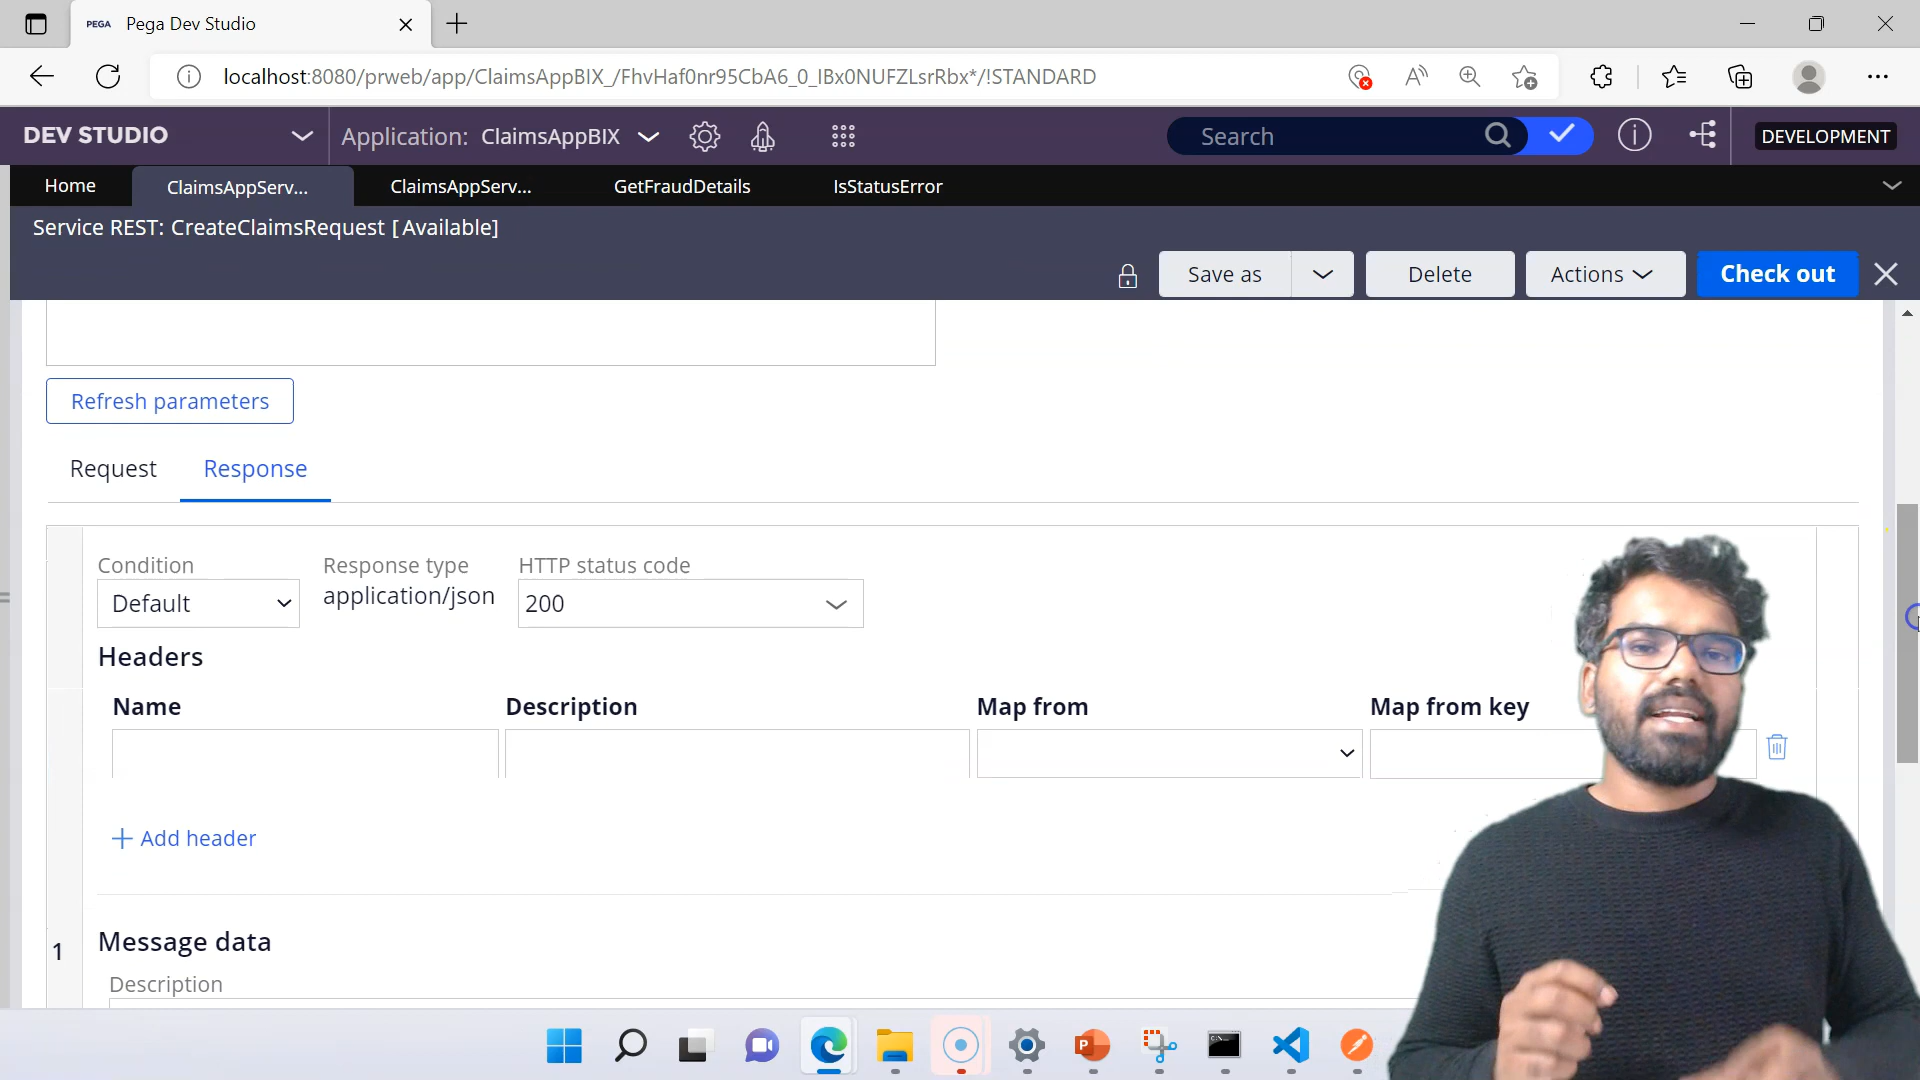 PEGA Pega Dev Studio
localhost:8080/prweb/app/ClaimsAppBIX_/FhvHaf0nr95CbA6_0_IBx0NUFZLsrRbx*/!STANDARD
DEV STUDIO Application: ClaimsAppBIX Search DEVELOPMENT
Home ClaimsAppServ... ClaimsAppServ... GetFraudDetails IsStatusError
Service REST: CreateClaimsRequest [Available]
Save as Delete Actions Check out
Refresh parameters
Request Response
Condition Response type HTTP status code
Default application/json 200
Headers
Name Description Map from Map from key
Add header
1 Message data
Description